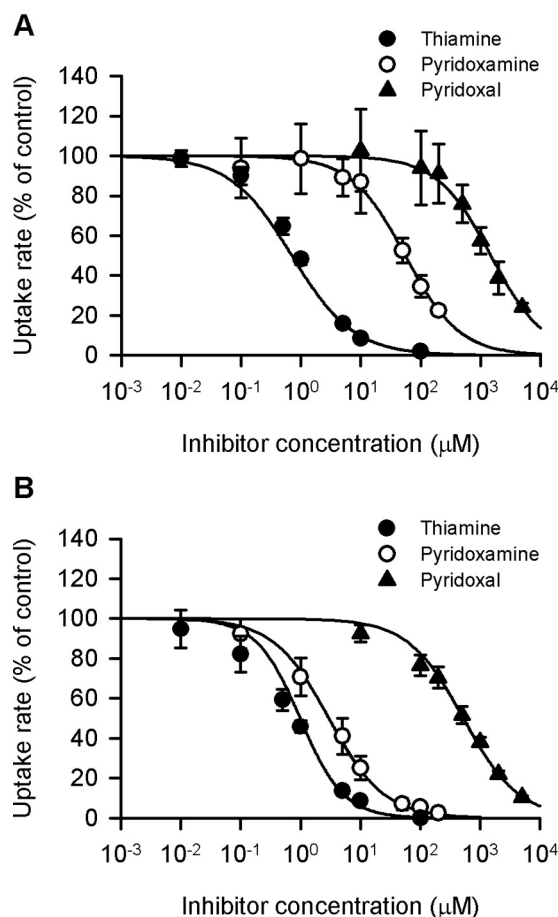 A
Thiamine
Pyridoxamine
Pyridoxal
Uptake rate (% of control)
140
120
100
80
60
40
20
0
10⁻³ 10⁻² 10⁻¹ 10⁰ 10¹ 10² 10³ 10⁴
Inhibitor concentration (μM)
B
Thiamine
Pyridoxamine
Pyridoxal
Uptake rate (% of control)
140
120
100
80
60
40
20
0
10⁻³ 10⁻² 10⁻¹ 10⁰ 10¹ 10² 10³ 10⁴
Inhibitor concentration (μM)